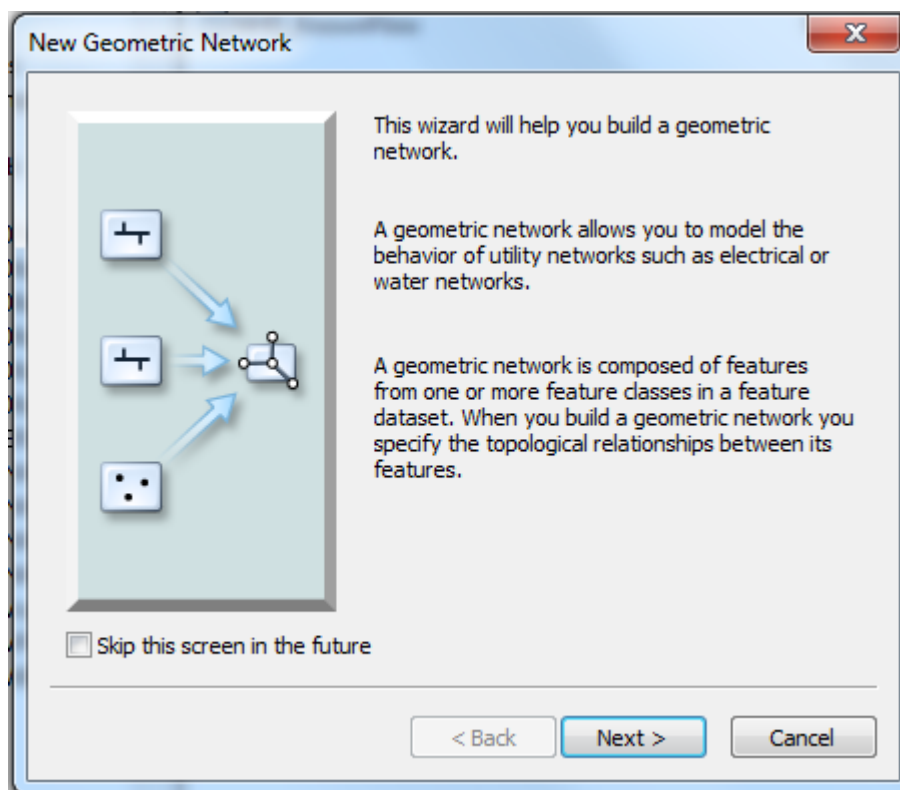 New Geometric Network
This wizard will help you build a geometric
network.
A geometric network allows you to model the
behavior of utility networks such as electrical or
water networks.
A geometric network is composed of features
from one or more feature classes in a feature
dataset. When you build a geometric network you
specify the topological relationships between its
features.
Skip this screen in the future
< Back
Next >
Cancel